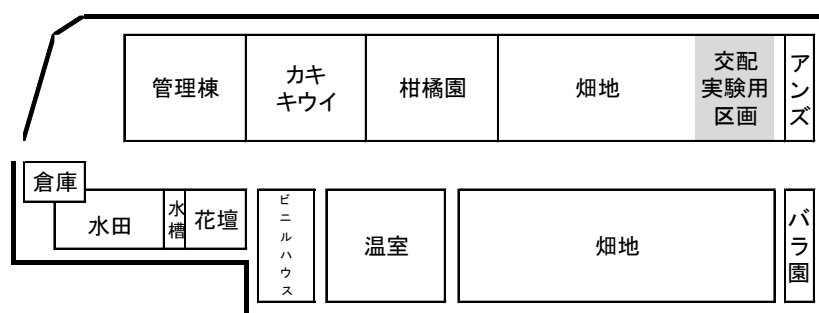 管理棟
カキ
キウイ
柑橘園
畑地
交配
実験用
区画
アンズ
倉庫
水田
水槽
花壇
ビニルハウス
温室
畑地
バラ園